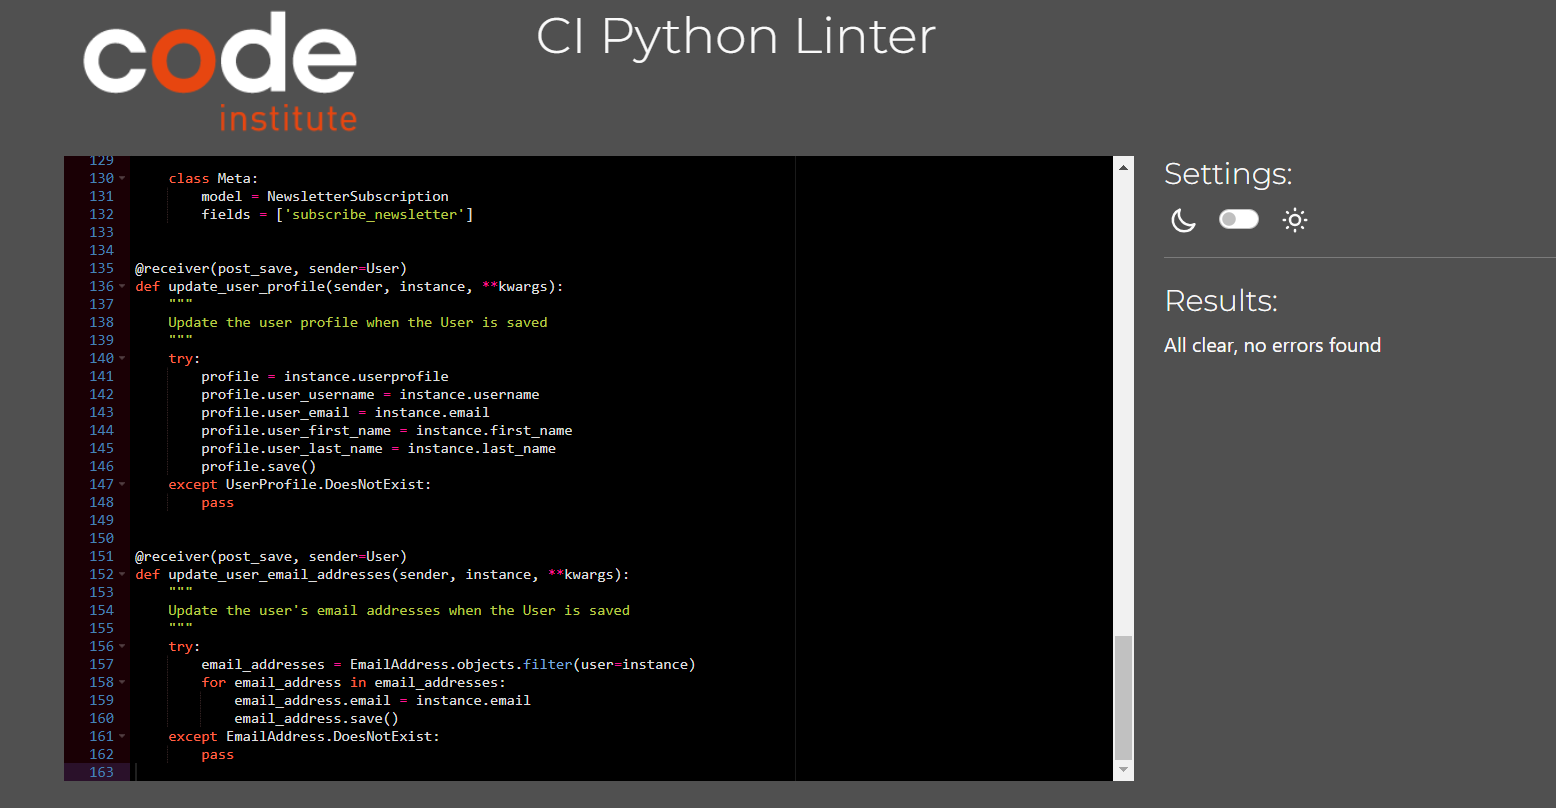 code
institute
CI Python Linter
129
130 class Meta:
131 model = NewsletterSubscription
132 fields = ['subscribe_newsletter']
133
134
135 @receiver(post_save, sender=User)
136 def update_user_profile(sender, instance, **kwargs):
137 """
138 Update the user profile when the User is saved
139 """
140 try:
141 profile = instance.userprofile
142 profile.user_username = instance.username
143 profile.user_email = instance.email
144 profile.user_first_name = instance.first_name
145 profile.user_last_name = instance.last_name
146 profile.save()
147 except UserProfile.DoesNotExist:
148 pass
149
150
151 @receiver(post_save, sender=User)
152 def update_user_email_addresses(sender, instance, **kwargs):
153 """
154 Update the user's email addresses when the User is saved
155 """
156 try:
157 email_addresses = EmailAddress.objects.filter(user=instance)
158 for email_address in email_addresses:
159 email_address.email = instance.email
160 email_address.save()
161 except EmailAddress.DoesNotExist:
162 pass
163
Settings:
Results:
All clear, no errors found